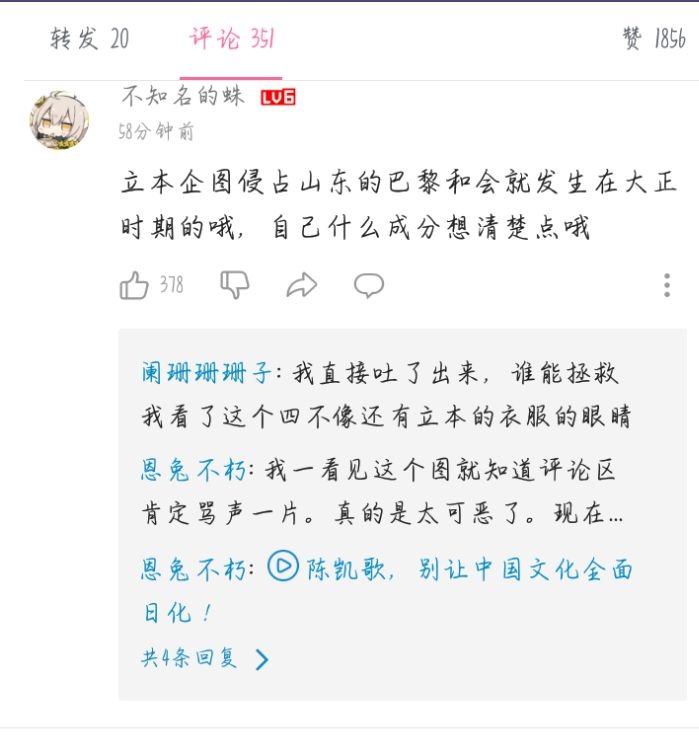 转发 20 评论 351 赞 1856
不知名的蛛 LV6
58分钟前
立本企图侵占山东的巴黎和会就发生在大正
时期的哦，自己什么成分想清楚点哦
378
阑珊珊珊子：我直接吐了出来，谁能拯救
我看了这个四不像还有立本的衣服的眼睛
恩兔不朽：我一看见这个图就知道评论区
肯定骂声一片。真的是太可恶了。现在...
恩兔不朽：陈凯歌，别让中国文化全面
日化！
共4条回复